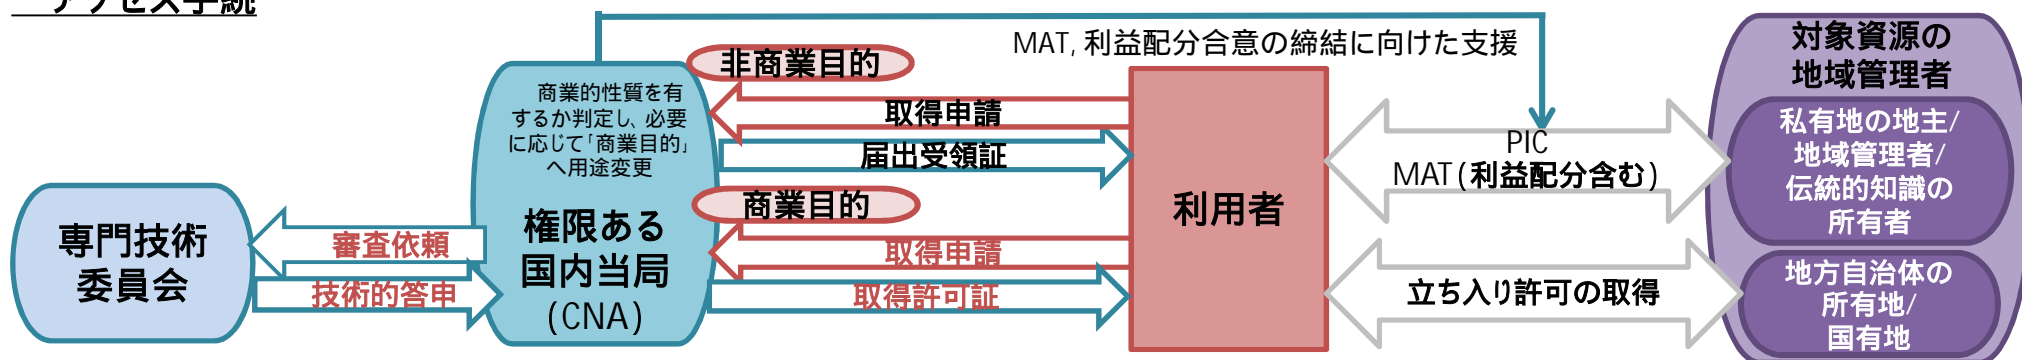 アクセス手続
MAT, 利益配分合意の締結に向けた支援
非商業目的
商業的性質を有
するか判定し、必要
に応じて「商業目的」
へ用途変更
権限ある
国内当局
(CNA)
取得申請
届出受領証
商業目的
取得申請
取得許可証
専門技術
委員会
審査依頼
技術的答申
利用者
PIC
MAT(利益配分含む)
立ち入り許可の取得
対象資源の
地域管理者
私有地の地主/
地域管理者/
伝統的知識の
所有者
地方自治体の
所有地/
国有地